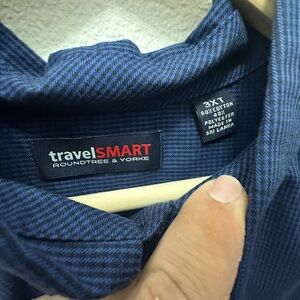 travelSMART
ROUNDTREE & YORKE
3XT
60% COTTON
40%
POLYESTER
MADE IN
SRI LANKA